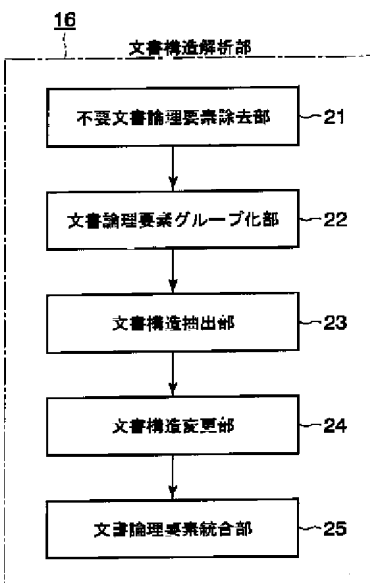 16
文書構造解析部
不要文書論理要素除去部
21
文書論理要素グループ化部
22
文書構造抽出部
23
文書構造変更部
24
文書論理要素統合部
25